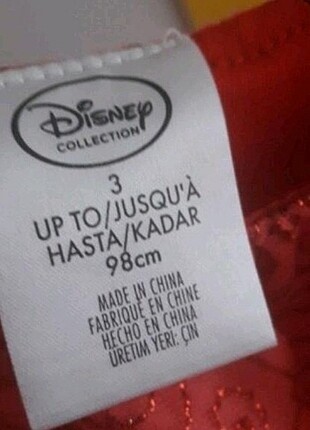 Disney
COLLECTION
3
UP TO/JUSQU'À
HASTA/KADAR
98cm
MADE IN CHINA
FABRIQUÉ EN CHINE
HECHO EN CHINA
ÜRETIM YERI: ÇIN